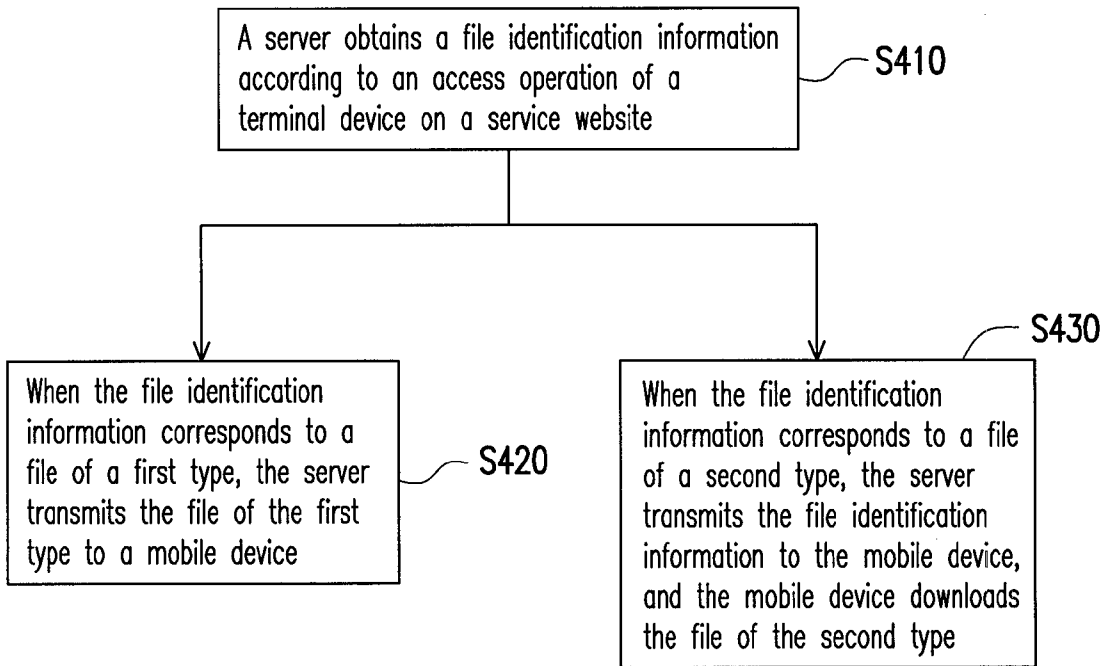 A server obtains a file identification information
according to an access operation of a
terminal device on a service website
S410
When the file identification
information corresponds to a
file of a first type, the server
transmits the file of the first
type to a mobile device
S420
S430
When the file identification
information corresponds to a file
of a second type, the server
transmits the file identification
information to the mobile device,
and the mobile device downloads
the file of the second type